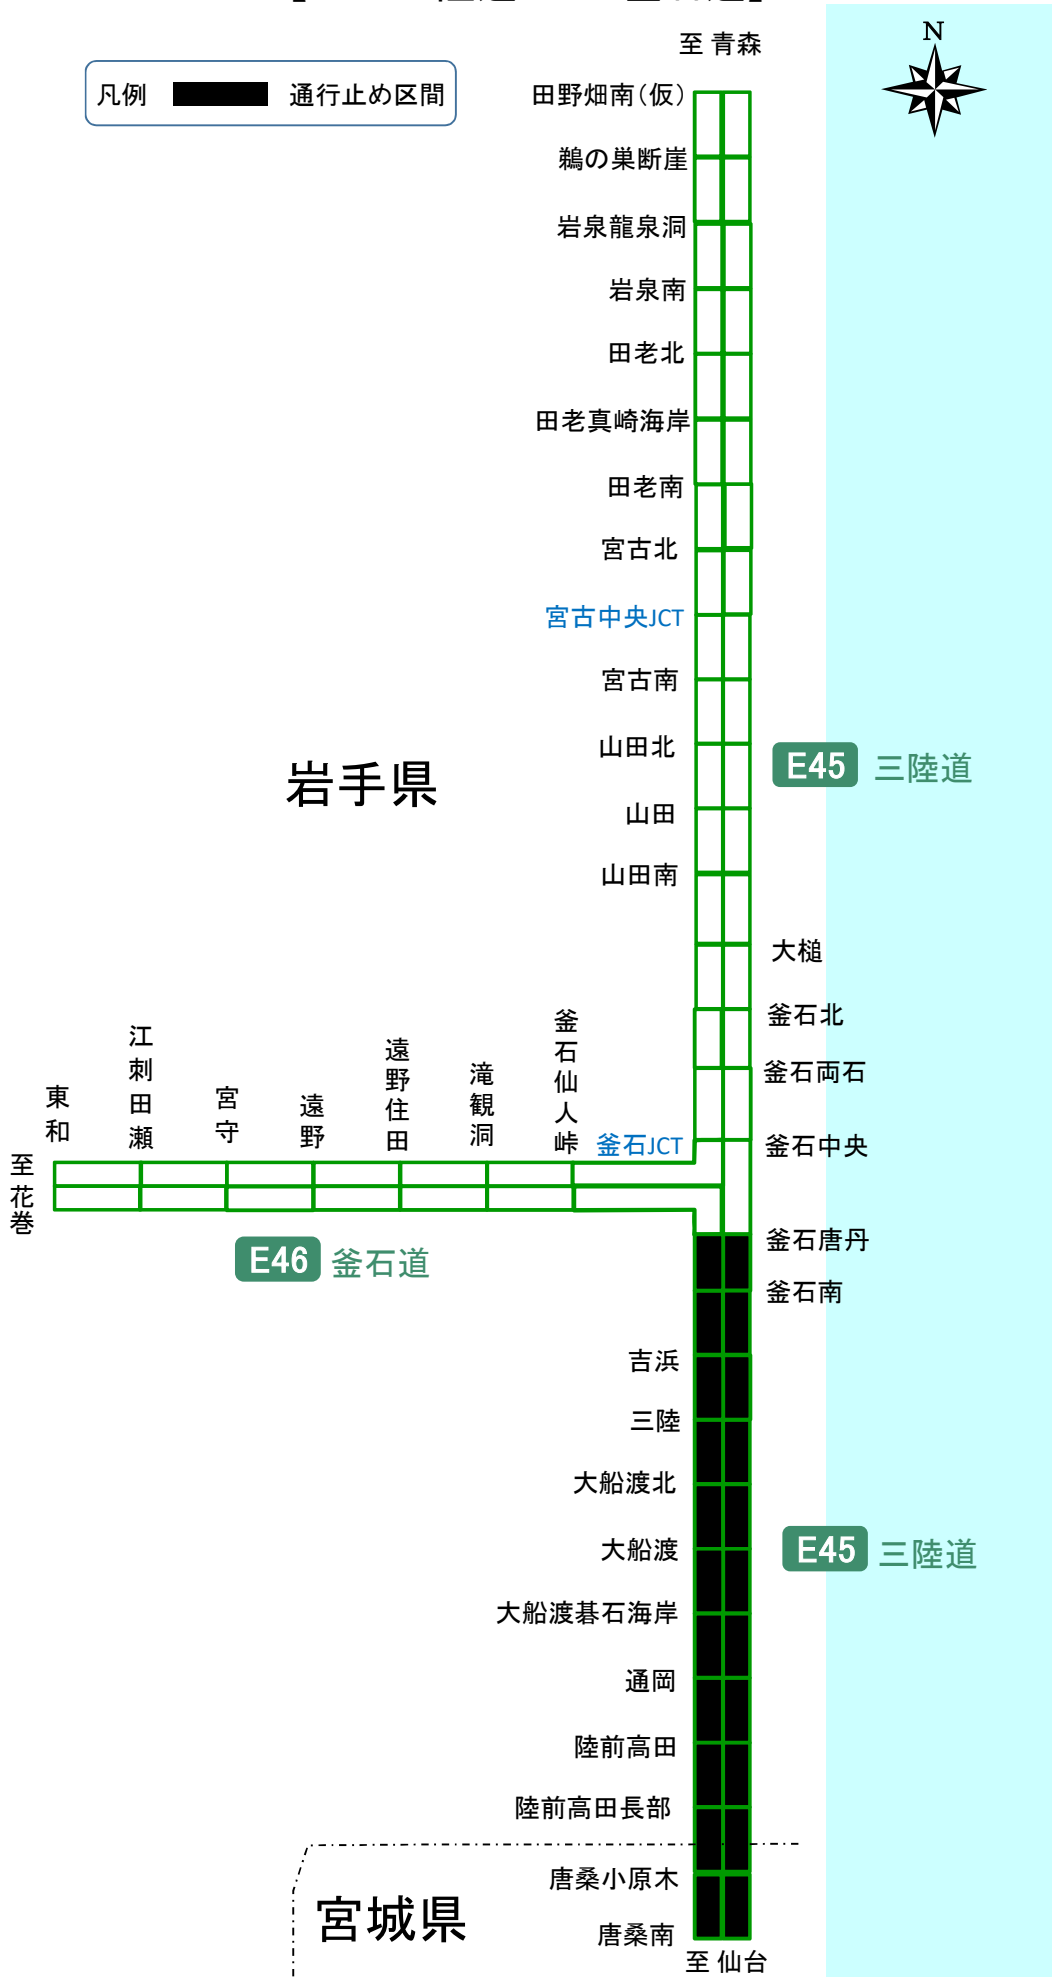 至 青森
N
凡例 通行止め区間
田野畑南（仮）
鵜の巣断崖
岩泉龍泉洞
岩泉南
田老北
田老真崎海岸
田老南
宮古北
宮古中央JCT
宮古南
山田北
E45 三陸道
岩手県
山田
山田南
大槌
釜石北
釜石両石
釜石中央
東和
江刺田瀬
宮守
遠野
遠野住田
滝観洞
釜石仙人峠
釜石JCT
至花巻
E46 釜石道
釜石唐丹
釜石南
吉浜
三陸
大船渡北
大船渡
E45 三陸道
大船渡碁石海岸
通岡
陸前高田
陸前高田長部
唐桑小原木
宮城県
唐桑南
至 仙台